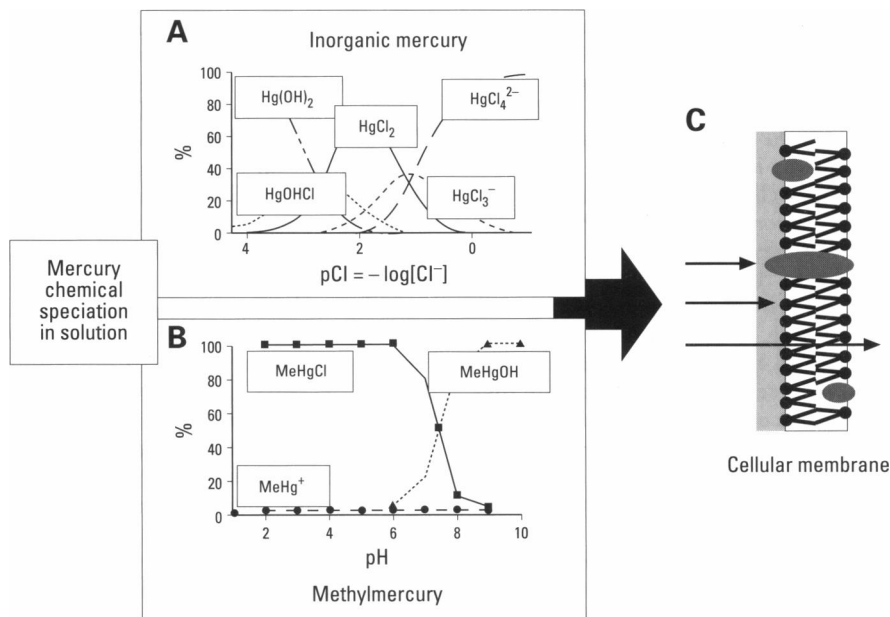 A
Inorganic mercury
100
80
60
40
20
0
%
Hg(OH)₂
HgCl₂
HgCl₄²⁻
HgOHCl
HgCl₃⁻
4
2
0
pCl = – log[Cl⁻]
Mercury
chemical
speciation
in solution
B
100
80
60
40
20
0
%
MeHgCl
MeHgOH
MeHg⁺
2
4
6
8
10
pH
Methylmercury
C
Cellular membrane